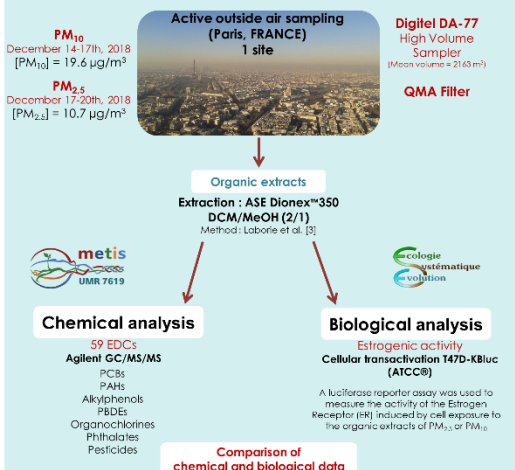 Active outside air sampling
(Paris, FRANCE)
1 site
PM10
December 14-17th, 2018
[PM10] = 19.6 µg/m³
PM2.5
December 17-20th, 2018
[PM2.5] = 10.7 µg/m³
Digitel DA-77
High Volume
Sampler
(Mean volume = 2163 m³)
QMA Filter
Organic extracts
Extraction : ASE Dionex™350
DCM/MeOH (2/1)
Method : Laborie et al. [3]
metis
UMR 7619
Ecologie
Systématique
Evolution
Chemical analysis
59 EDCs
Agilent GC/MS/MS
PCBs
PAHs
Alkylphenols
PBDEs
Organochlorines
Phthalates
Pesticides
Biological analysis
Estrogenic activity
Cellular transactivation T47D-KBluc
(ATCC®)
A luciferase reporter assay was used to
measure the activity of the Estrogen
Receptor (ER) induced by cell exposure to
the organic extracts of PM2.5 or PM10
Comparison of
chemical and biological data